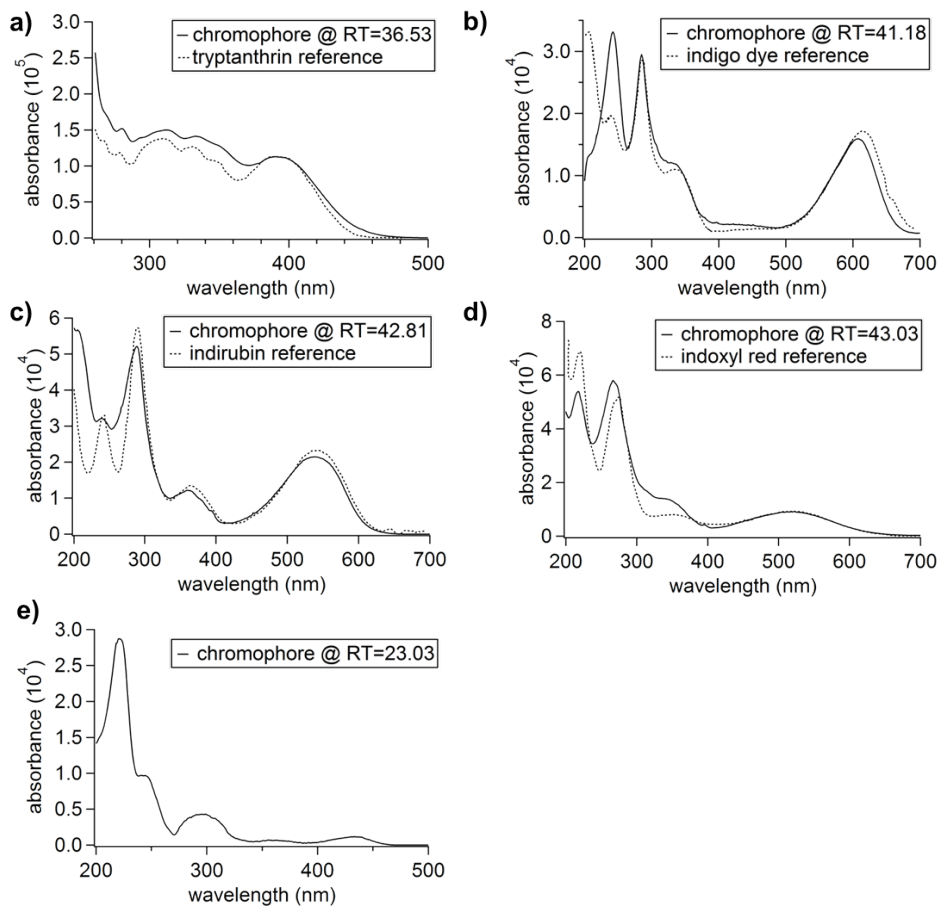 a)
3.0
2.5
2.0
1.5
1.0
0.5
0.0
absorbance (10^5)
chromophore @ RT=36.53
tryptanthrin reference
300 400 500
wavelength (nm)
b)
3.0
2.0
1.0
0.0
absorbance (10^4)
chromophore @ RT=41.18
indigo dye reference
200 300 400 500 600 700
wavelength (nm)
c)
6
5
4
3
2
1
0
absorbance (10^4)
chromophore @ RT=42.81
indirubin reference
200 300 400 500 600 700
wavelength (nm)
d)
8
6
4
2
0
absorbance (10^4)
chromophore @ RT=43.03
indoxyl red reference
200 300 400 500 600 700
wavelength (nm)
e)
3.0
2.5
2.0
1.5
1.0
0.5
0.0
absorbance (10^4)
chromophore @ RT=23.03
200 300 400 500
wavelength (nm)